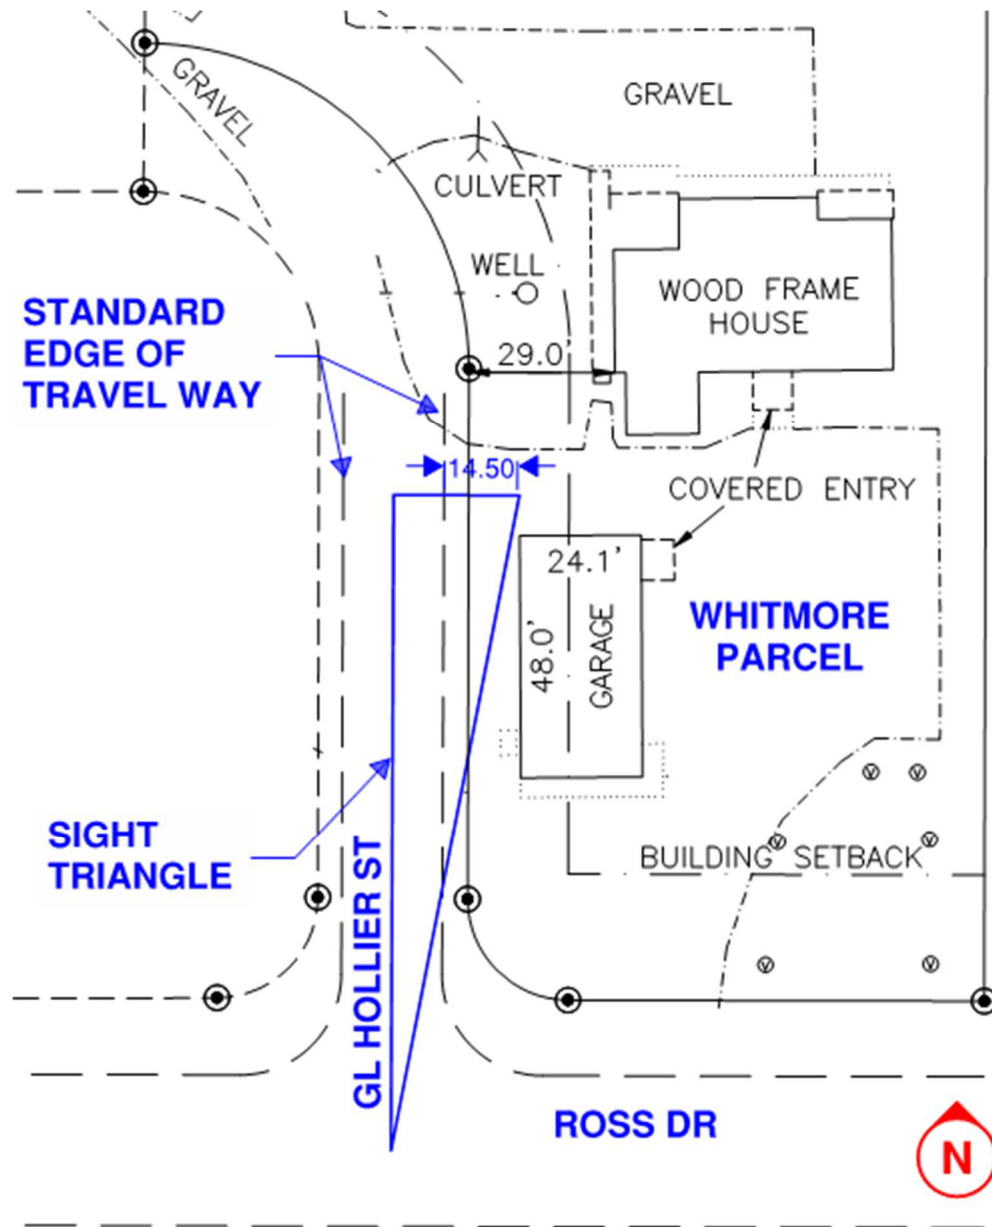 GRAVEL
GRAVEL
CULVERT
WELL
WOOD FRAME
HOUSE
STANDARD
EDGE OF
TRAVEL WAY
29.0
14.50
COVERED ENTRY
24.1'
48.0'
GARAGE
WHITMORE
PARCEL
SIGHT
TRIANGLE
BUILDING SETBACK
GL HOLLIER ST
ROSS DR
N